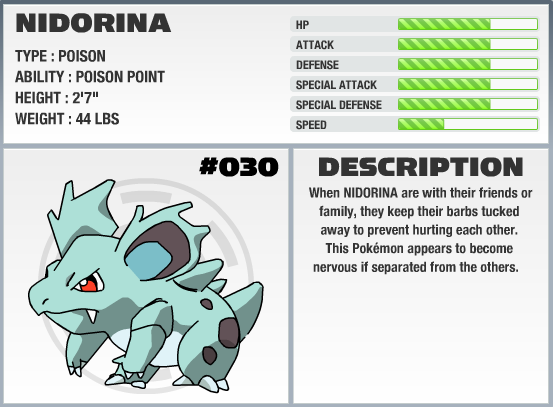 NIDORINA
TYPE : POISON
ABILITY : POISON POINT
HEIGHT : 2'7"
WEIGHT : 44 LBS
HP
ATTACK
DEFENSE
SPECIAL ATTACK
SPECIAL DEFENSE
SPEED
#030
DESCRIPTION
When NIDORINA are with their friends or
family, they keep their barbs tucked
away to prevent hurting each other.
This Pokémon appears to become
nervous if separated from the others.